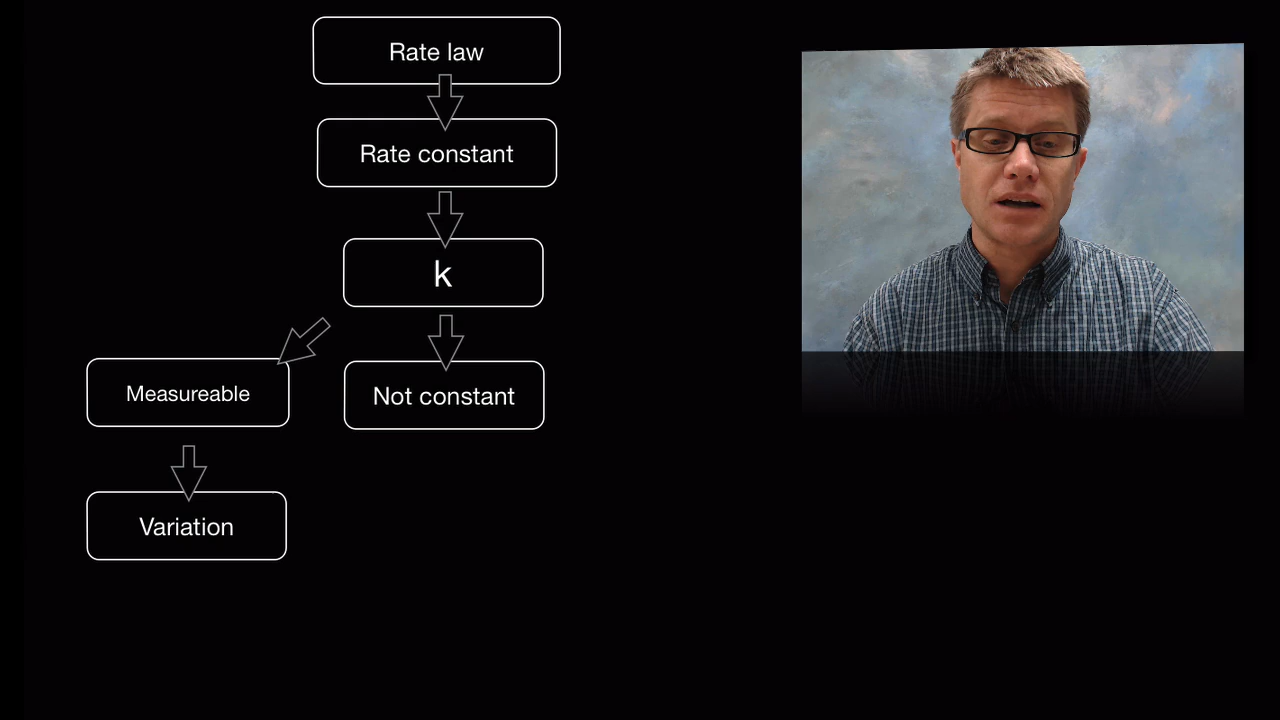 Rate law
Rate constant
k
Measureable
Not constant
Variation